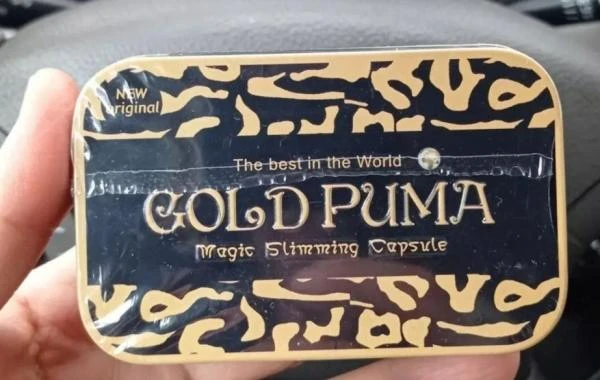 NEW
original
The best in the World
GOLD PUMA
Magic Slimming Capsule